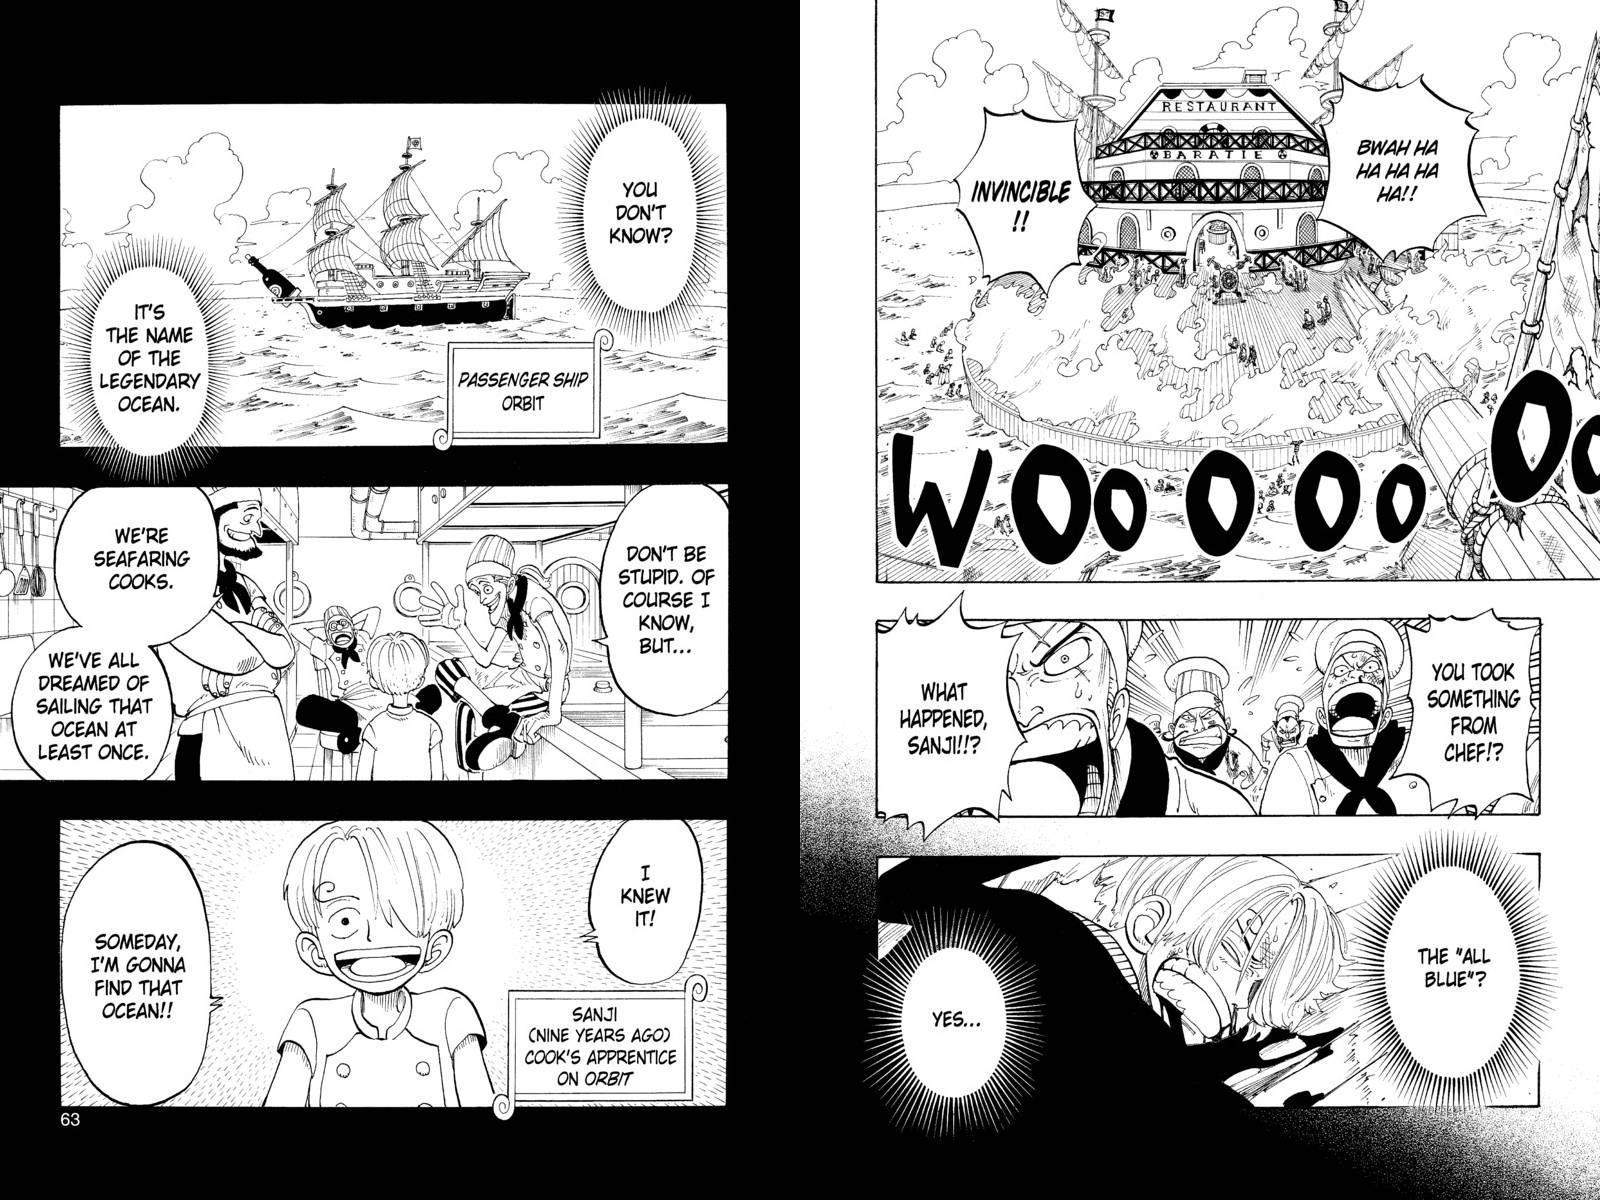 BWAH HA
HA HA HA
HA!!
RESTAURANT
BARATIE
INVINCIBLE
!!
WOOOOOOOO
YOU TOOK
SOMETHING
FROM
CHEF!?
WHAT
HAPPENED,
SANJI!!?
THE "ALL
BLUE"?
YES...
YOU
DON'T
KNOW?
IT'S
THE NAME
OF THE
LEGENDARY
OCEAN.
PASSENGER SHIP
ORBIT
DON'T BE
STUPID. OF
COURSE I
KNOW,
BUT...
WE'RE
SEAFARING
COOKS.
WE'VE ALL
DREAMED OF
SAILING THAT
OCEAN AT
LEAST ONCE.
I
KNEW
IT!
SOMEDAY,
I'M GONNA
FIND THAT
OCEAN!!
SANJI
(NINE YEARS AGO)
COOK'S APPRENTICE
ON ORBIT
63